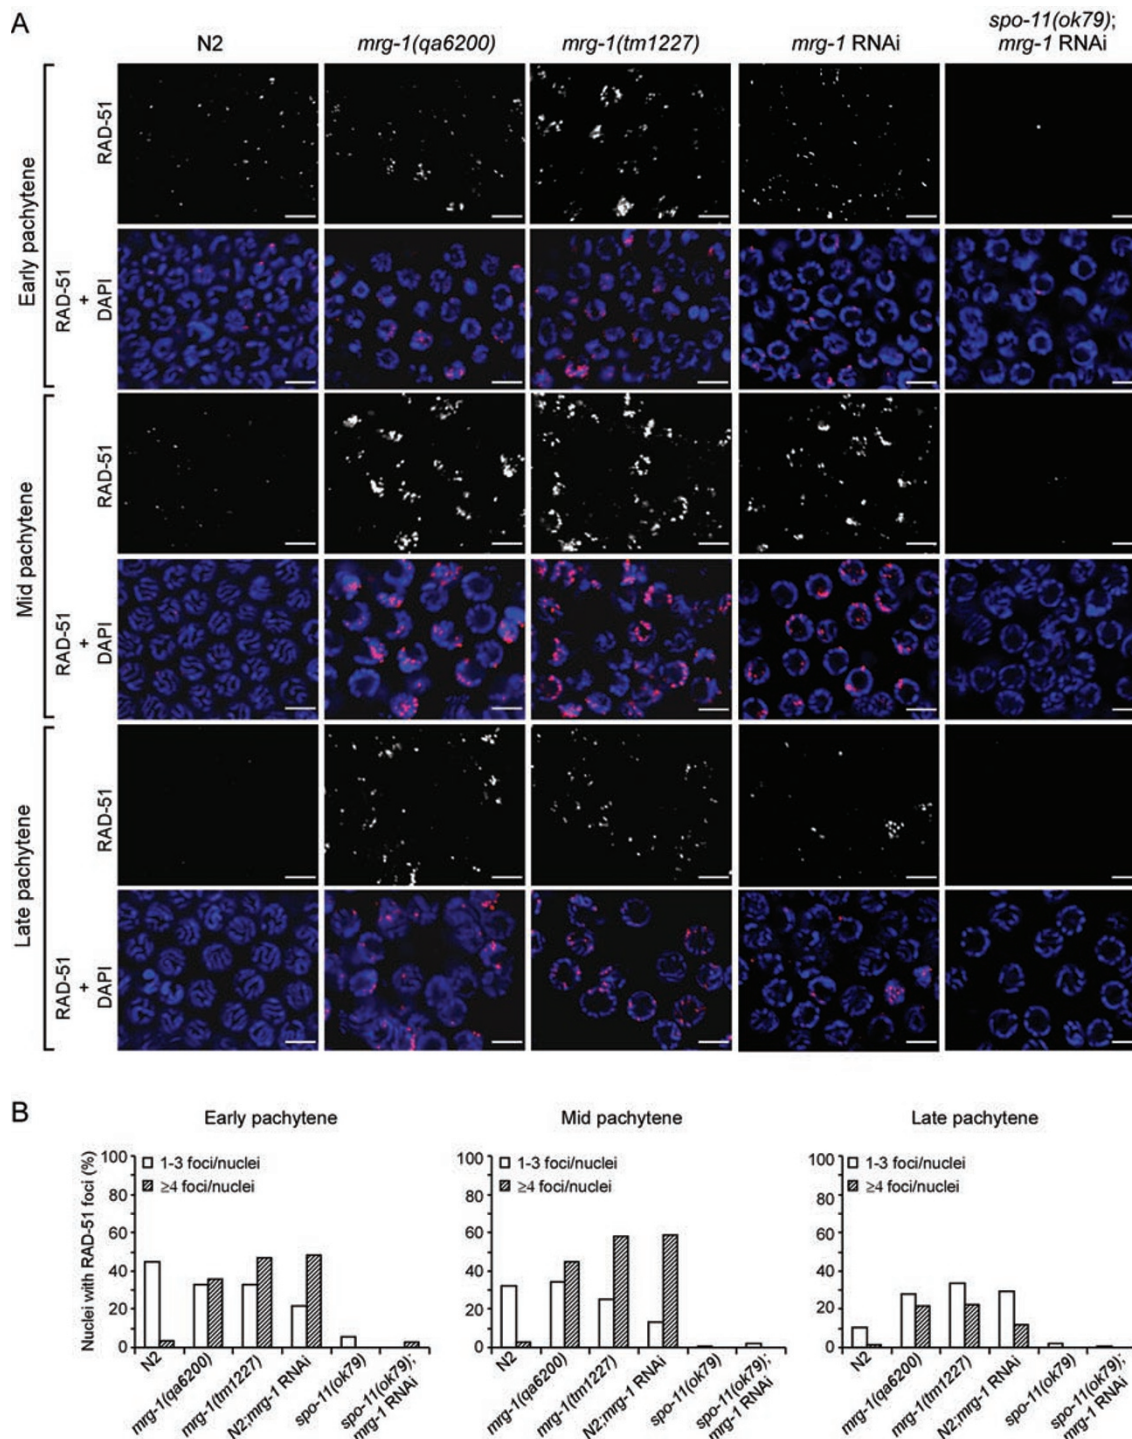 A
N2
mrg-1(qa6200)
mrg-1(tm1227)
mrg-1 RNAi
spo-11(ok79);
mrg-1 RNAi
Early pachytene
RAD-51
RAD-51
+
DAPI
Mid pachytene
RAD-51
RAD-51
+
DAPI
Late pachytene
RAD-51
RAD-51
+
DAPI
B
Early pachytene
Nuclei with RAD-51 foci (%)
100
80
60
40
20
0
1-3 foci/nuclei
≥4 foci/nuclei
N2
mrg-1(qa6200)
mrg-1(tm1227)
N2;mrg-1 RNAi
spo-11(ok79)
spo-11(ok79);
mrg-1 RNAi
Mid pachytene
100
80
60
40
20
0
1-3 foci/nuclei
≥4 foci/nuclei
N2
mrg-1(qa6200)
mrg-1(tm1227)
N2;mrg-1 RNAi
spo-11(ok79)
spo-11(ok79);
mrg-1 RNAi
Late pachytene
100
80
60
40
20
0
1-3 foci/nuclei
≥4 foci/nuclei
N2
mrg-1(qa6200)
mrg-1(tm1227)
N2;mrg-1 RNAi
spo-11(ok79)
spo-11(ok79);
mrg-1 RNAi